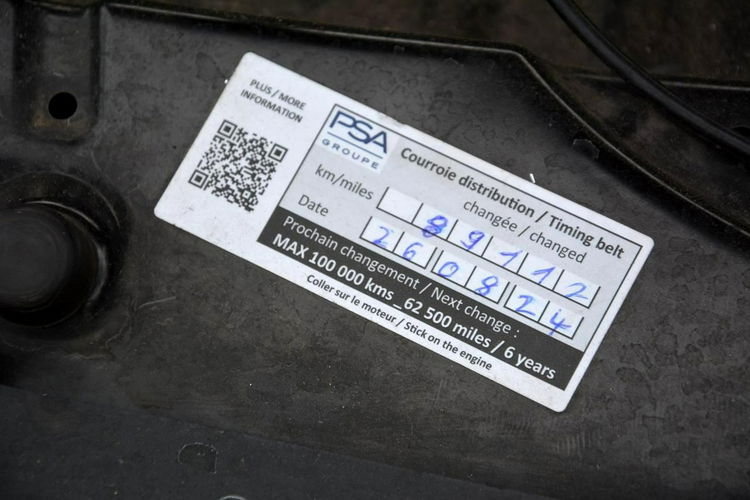 PLUS / MORE
INFORMATION
PSA
GROUPE
Courroie distribution / Timing belt
changée / changed
km/miles 89112
Date 260824
Prochain changement / Next change :
MAX 100 000 kms_62 500 miles / 6 years
Coller sur le moteur / Stick on the engine